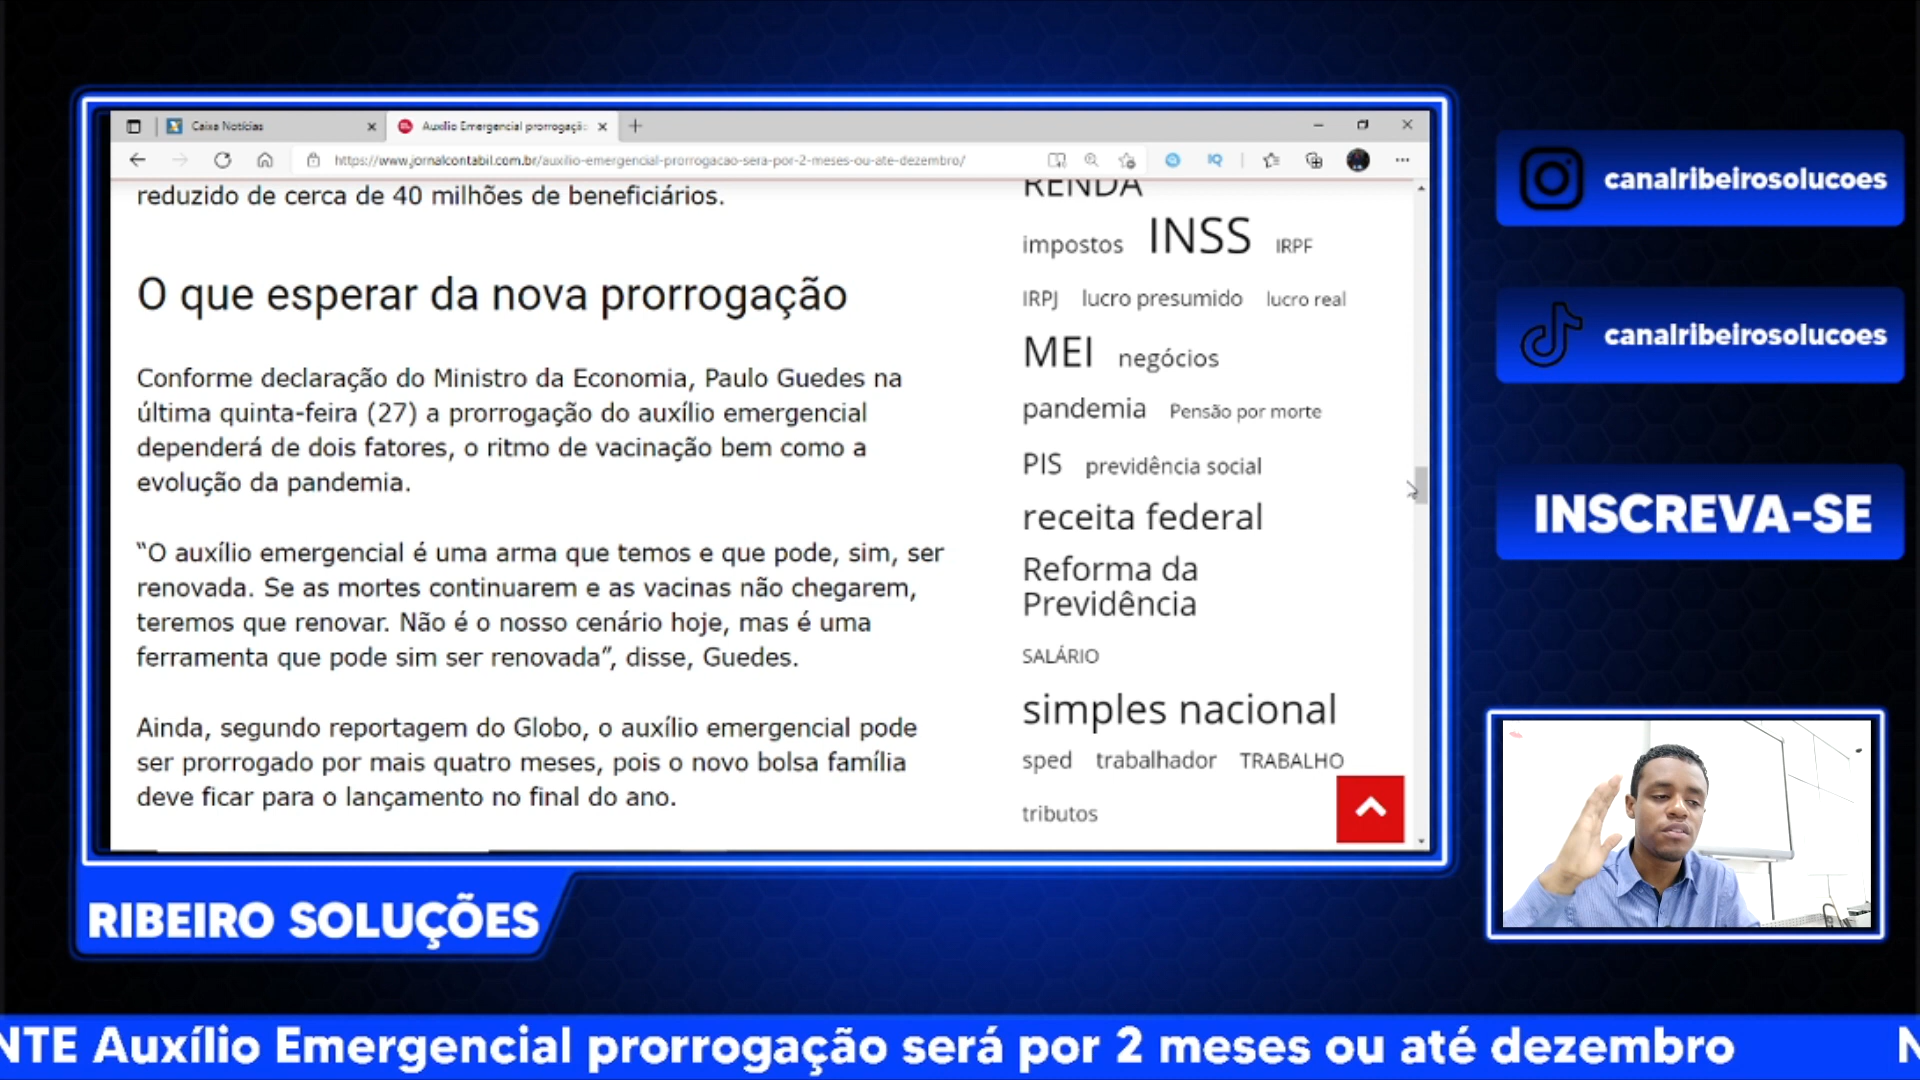 Caixa Notícias
Auxílio Emergencial prorrogaçã
https://www.jornalcontabil.com.br/auxilio-emergencial-prorrogacao-sera-por-2-meses-ou-ate-dezembro/
reduzido de cerca de 40 milhões de beneficiários.
O que esperar da nova prorrogação
Conforme declaração do Ministro da Economia, Paulo Guedes na
última quinta-feira (27) a prorrogação do auxílio emergencial
dependerá de dois fatores, o ritmo de vacinação bem como a
evolução da pandemia.
“O auxílio emergencial é uma arma que temos e que pode, sim, ser
renovada. Se as mortes continuarem e as vacinas não chegarem,
teremos que renovar. Não é o nosso cenário hoje, mas é uma
ferramenta que pode sim ser renovada”, disse, Guedes.
Ainda, segundo reportagem do Globo, o auxílio emergencial pode
ser prorrogado por mais quatro meses, pois o novo bolsa família
deve ficar para o lançamento no final do ano.
RENDA
impostos INSS IRPF
IRPJ lucro presumido lucro real
MEI negócios
pandemia Pensão por morte
PIS previdência social
receita federal
Reforma da
Previdência
SALÁRIO
simples nacional
sped trabalhador TRABALHO
tributos
canalribeirosolucoes
canalribeirosolucoes
INSCREVA-SE
RIBEIRO SOLUÇÕES
NTE Auxílio Emergencial prorrogação será por 2 meses ou até dezembro N